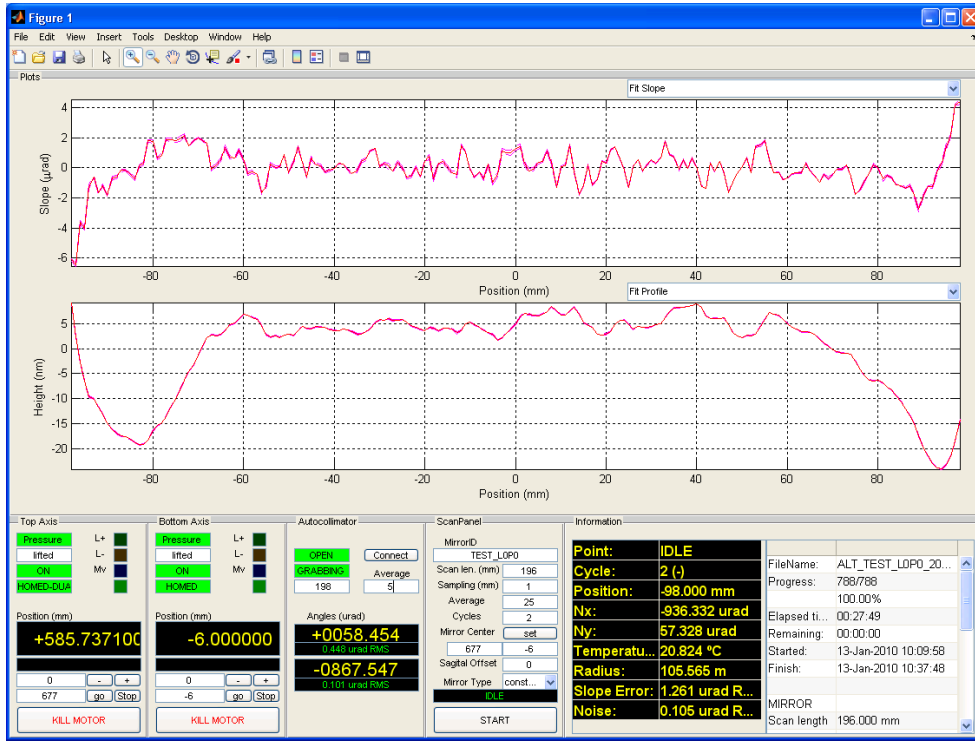 Figure 1
File Edit View Insert Tools Desktop Window Help
Plots
Fit Slope
4
2
0
-2
-4
-6
Slope (μrad)
-80 -60 -40 -20 0 20 40 60 80
Position (mm)
Fit Profile
5
0
-5
-10
-15
-20
Height (nm)
-80 -60 -40 -20 0 20 40 60 80
Position (mm)
Top Axis
Pressure L+
lifted L-
ON Mv
HOMED-DUA
Position (mm)
+585.737100
0 - +
677 go Stop
KILL MOTOR
Bottom Axis
Pressure L+
lifted L-
ON Mv
HOMED
Position (mm)
-6.000000
0 - +
-6 go Stop
KILL MOTOR
Autocollimator
OPEN Connect
GRABBING Average
198 5
Angles (urad)
+0058.454
0.448 urad RMS
-0867.547
0.101 urad RMS
ScanPanel
MirrorID
TEST_L0P0
Scan len. (mm) 196
Sampling (mm) 1
Average 25
Cycles 2
Mirror Center set
677 -6
Sagital Offset 0
Mirror Type const...
IDLE
START
Information
Point: IDLE
Cycle: 2 (-)
Position: -98.000 mm
Nx: -936.332 urad
Ny: 57.328 urad
Temperatu... 20.824 ºC
Radius: 105.565 m
Slope Error: 1.261 urad R...
Noise: 0.105 urad R...
FileName: ALT_TEST_L0P0_20...
Progress: 788/788
100.00%
Elapsed ti... 00:27:49
Remaining: 00:00:00
Started: 13-Jan-2010 10:09:58
Finish: 13-Jan-2010 10:37:48
MIRROR
Scan length 196.000 mm